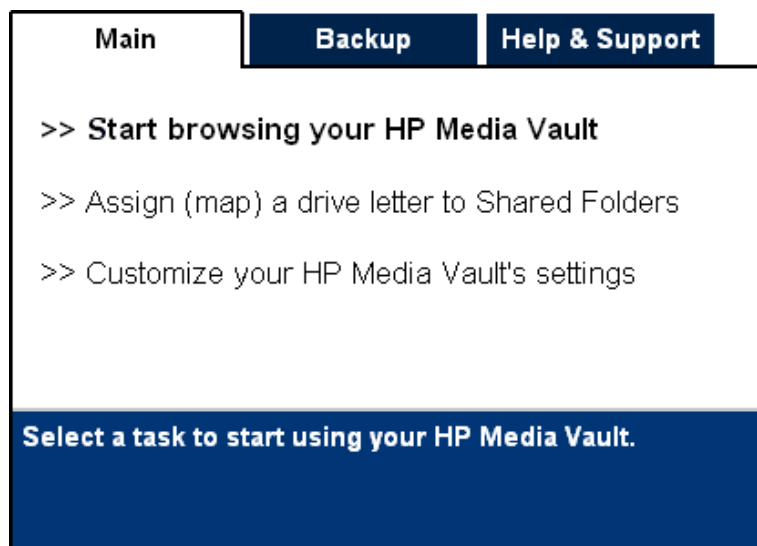 Main Backup Help & Support
>> Start browsing your HP Media Vault
>> Assign (map) a drive letter to Shared Folders
>> Customize your HP Media Vault's settings
Select a task to start using your HP Media Vault.